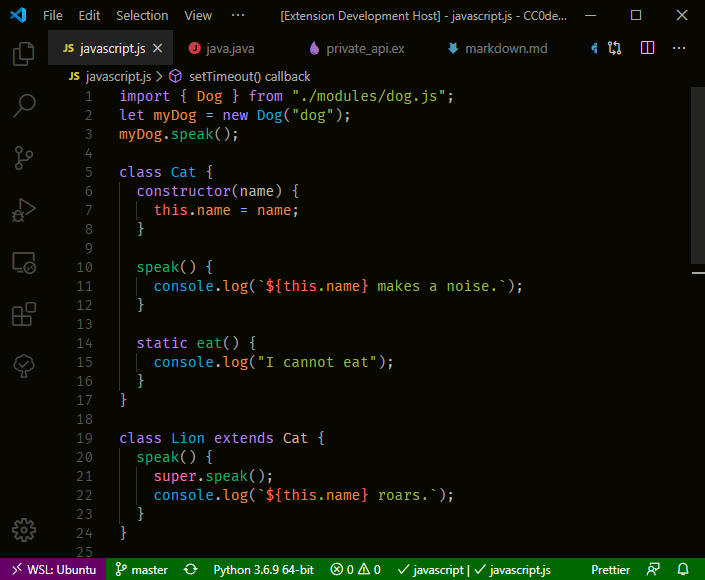 File Edit Selection View ··· [Extension Development Host] - javascript.js - CC0de...
JS javascript.js java.java private_api.ex markdown.md ···
JS javascript.js > setTimeout() callback
1 import { Dog } from "./modules/dog.js";
2 let myDog = new Dog("dog");
3 myDog.speak();
4
5 class Cat {
6 constructor(name) {
7 this.name = name;
8 }
9
10 speak() {
11 console.log(`${this.name} makes a noise.`);
12 }
13
14 static eat() {
15 console.log("I cannot eat");
16 }
17 }
18
19 class Lion extends Cat {
20 speak() {
21 super.speak();
22 console.log(`${this.name} roars.`);
23 }
24 }
25
WSL: Ubuntu master Python 3.6.9 64-bit 0 0 javascript | javascript.js Prettier